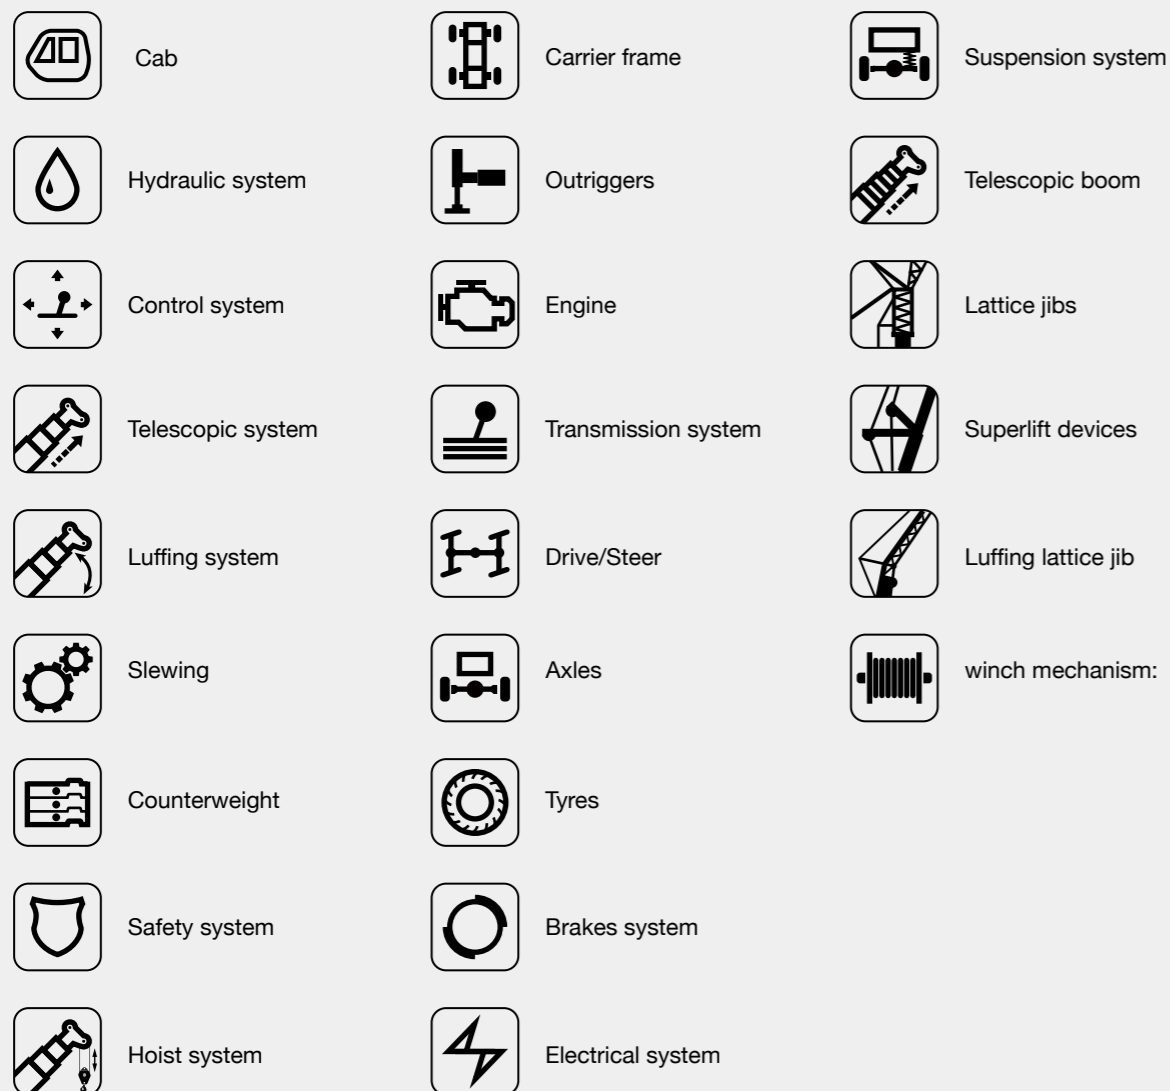 Cab
Hydraulic system
Control system
Telescopic system
Luffing system
Slewing
Counterweight
Safety system
Hoist system
Carrier frame
Outriggers
Engine
Transmission system
Drive/Steer
Axles
Tyres
Brakes system
Electrical system
Suspension system
Telescopic boom
Lattice jibs
Superlift devices
Luffing lattice jib
winch mechanism: